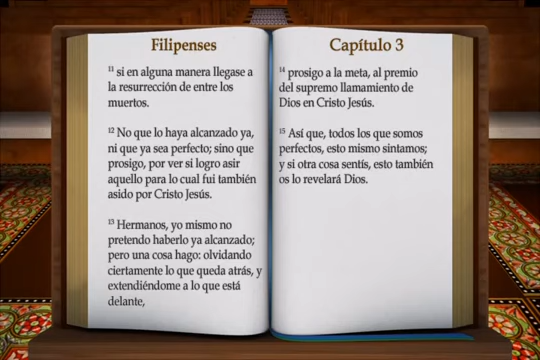 Filipenses
11 si en alguna manera llegase a
la resurrección de entre los
muertos.
12 No que lo haya alcanzado ya,
ni que ya sea perfecto; sino que
prosigo, por ver si logro asir
aquello para lo cual fui también
asido por Cristo Jesús.
13 Hermanos, yo mismo no
pretendo haberlo ya alcanzado;
pero una cosa hago: olvidando
ciertamente lo que queda atrás, y
extendiéndome a lo que está
delante,
Capítulo 3
14 prosigo a la meta, al premio
del supremo llamamiento de
Dios en Cristo Jesús.
15 Así que, todos los que somos
perfectos, esto mismo sintamos;
y si otra cosa sentís, esto también
os lo revelará Dios.